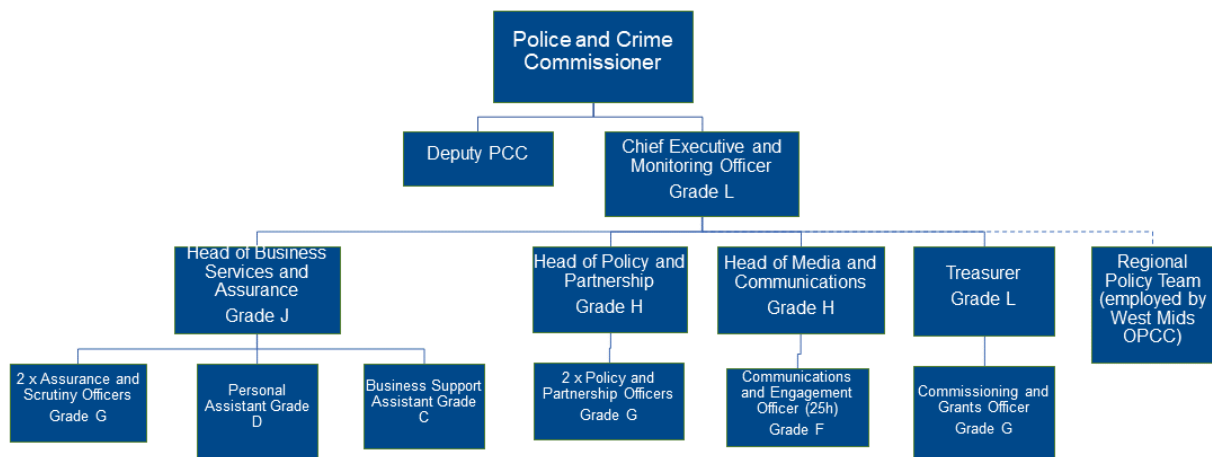 Police and Crime
Commissioner
Deputy PCC
Chief Executive and
Monitoring Officer
Grade L
Head of Business
Services and
Assurance
Grade J
Head of Policy and
Partnership
Grade H
Head of Media and
Communications
Grade H
Treasurer
Grade L
Regional
Policy Team
(employed by
West Mids
OPCC)
2 x Assurance and
Scrutiny Officers
Grade G
Personal
Assistant Grade
D
Business Support
Assistant Grade
C
2 x Policy and
Partnership Officers
Grade G
Communications
and Engagement
Officer (25h)
Grade F
Commissioning and
Grants Officer
Grade G